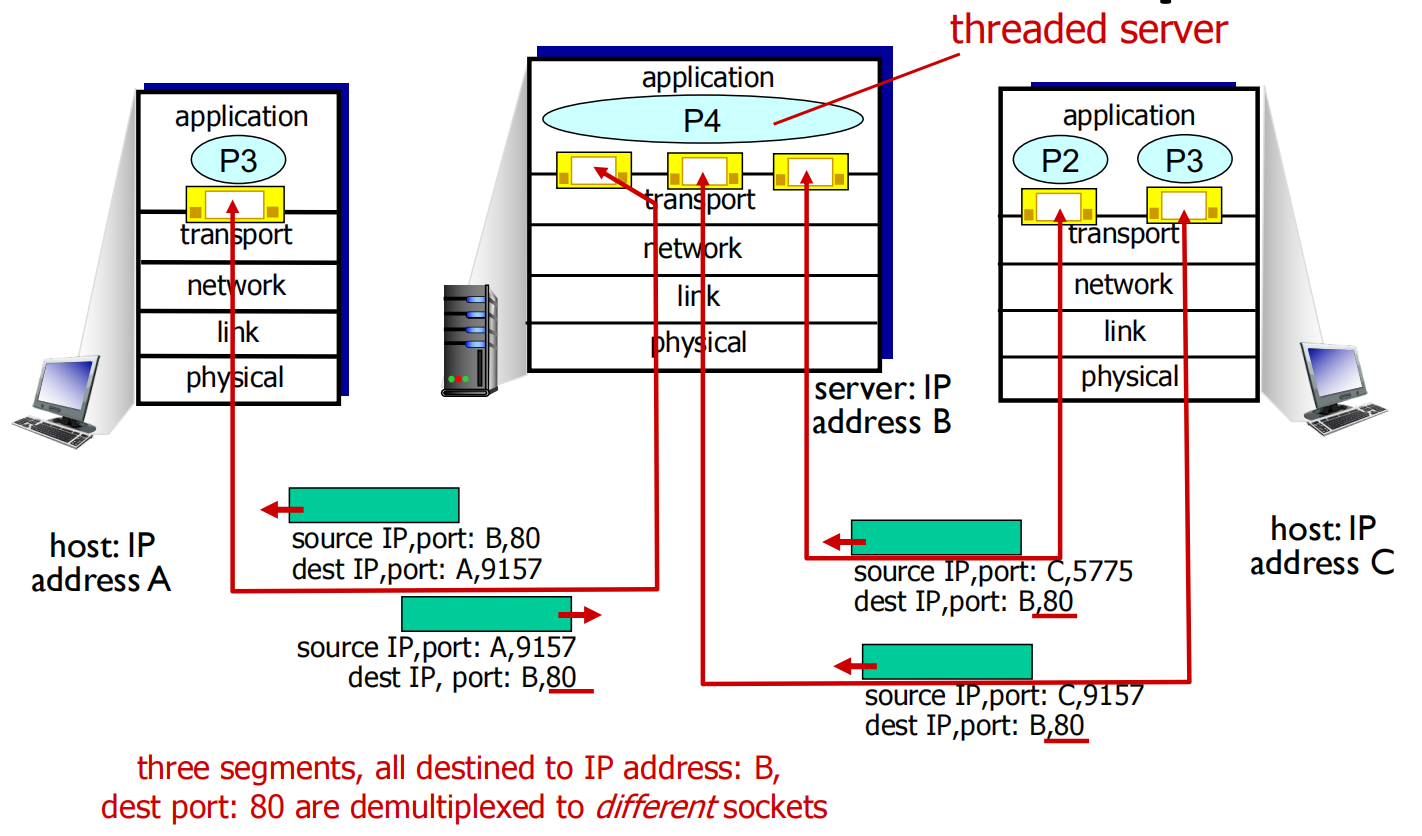 threaded server
application
P3
transport
network
link
physical
application
P4
transport
network
link
physical
application
P2
P3
transport
network
link
physical
server: IP
address B
host: IP
address A
host: IP
address C
source IP,port: B,80
dest IP,port: A,9157
source IP,port: A,9157
dest IP, port: B,80
source IP,port: C,5775
dest IP,port: B,80
source IP,port: C,9157
dest IP,port: B,80
three segments, all destined to IP address: B,
dest port: 80 are demultiplexed to different sockets